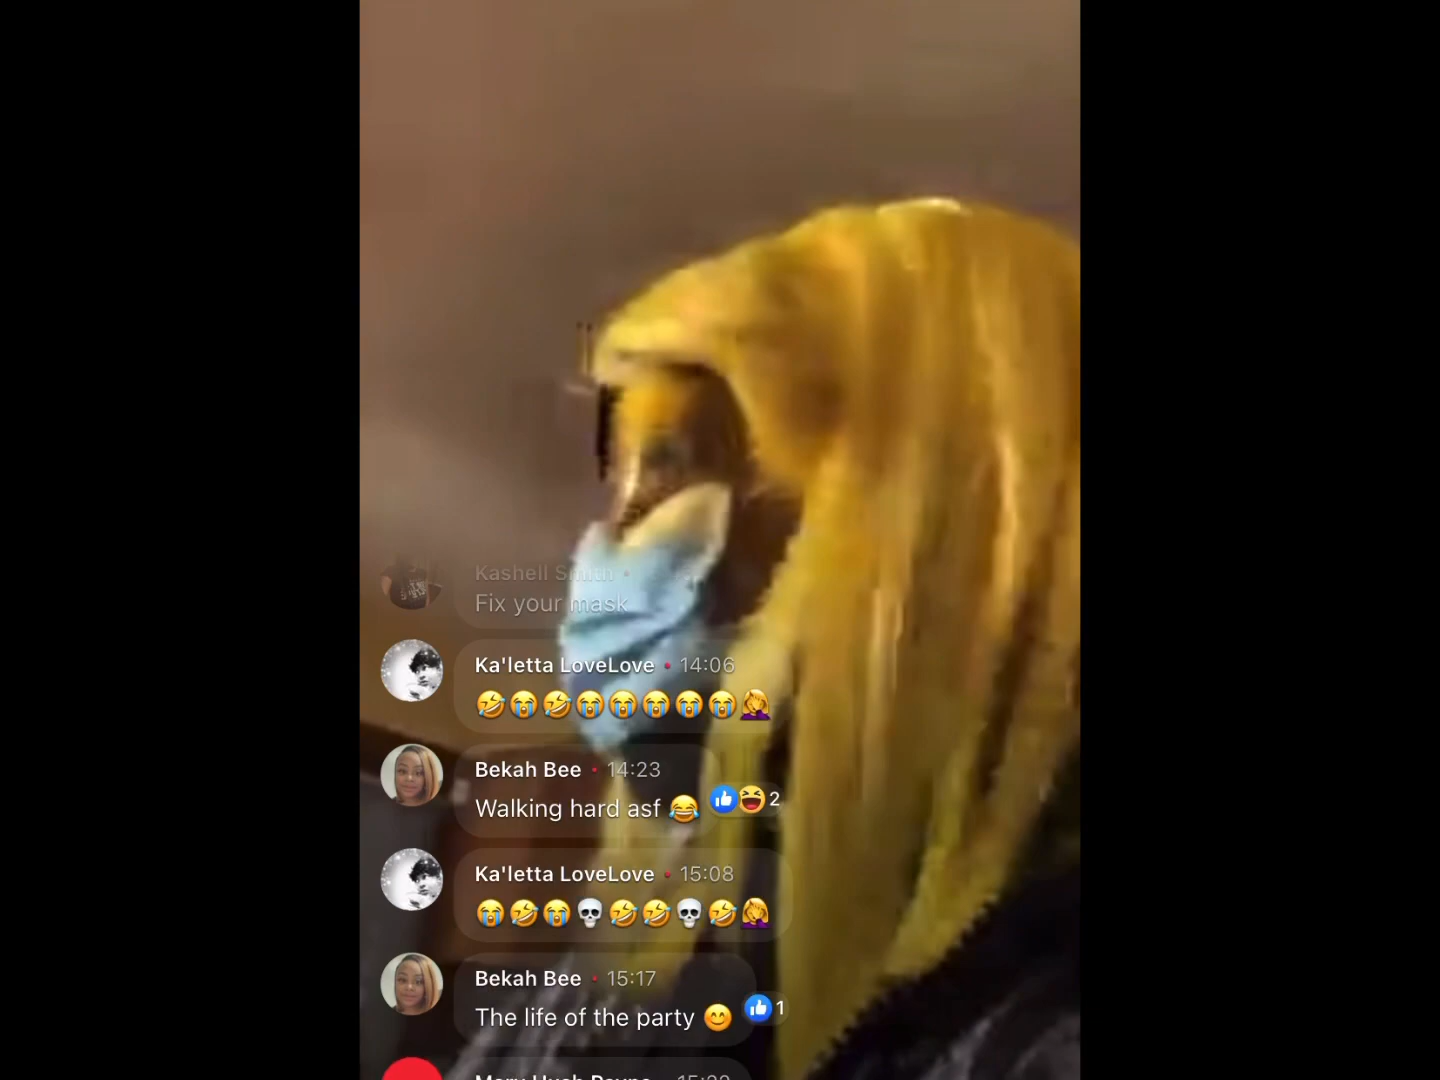 Kashell Smith •
Fix your mask
Ka'letta LoveLove • 14:06
🤣😭🤣😭😭😭😭😭🤦‍♀️
Bekah Bee • 14:23
Walking hard asf 😂 2
Ka'letta LoveLove • 15:08
😭🤣😭💀🤣🤣💀🤣🤦‍♀️
Bekah Bee • 15:17
The life of the party 😊 1